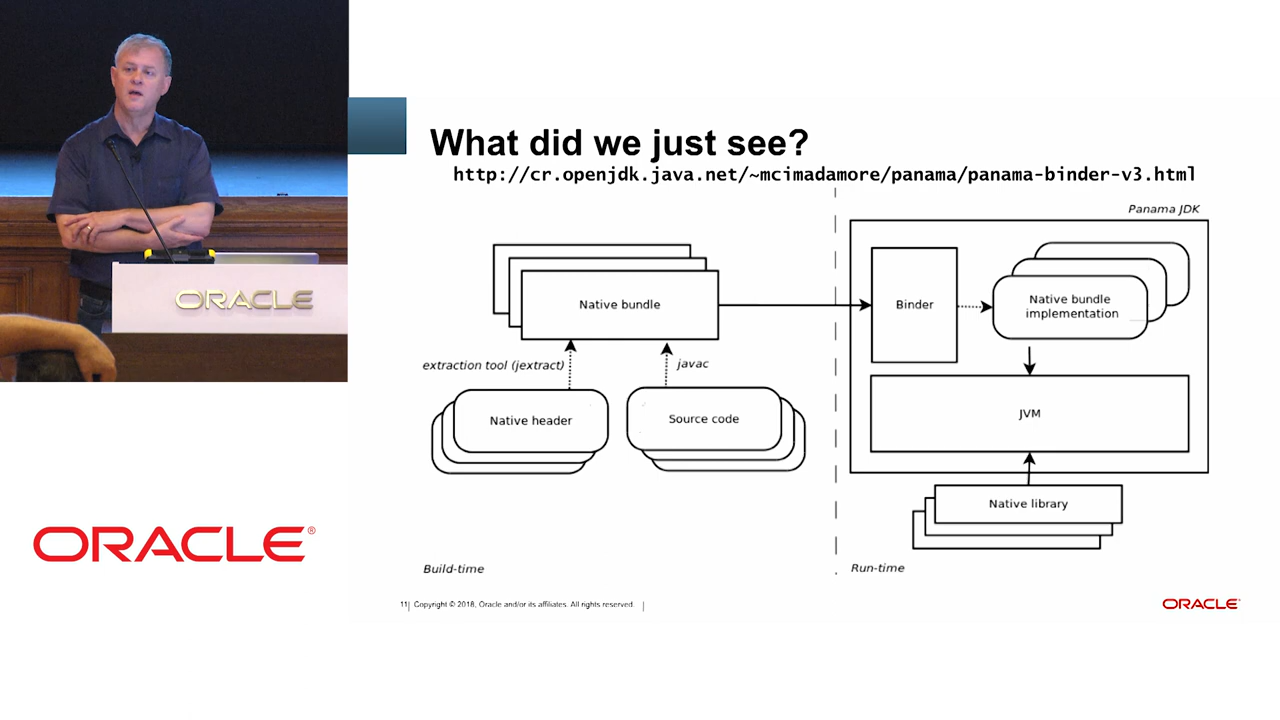 ORACLE
ORACLE®
What did we just see?
http://cr.openjdk.java.net/~mcimadamore/panama/panama-binder-v3.html
Panama JDK
Native bundle
Binder
Native bundle
implementation
extraction tool (jextract)
javac
Native header
Source code
JVM
Native library
Build-time
Run-time
11| Copyright © 2018, Oracle and/or its affiliates. All rights reserved. |
ORACLE®